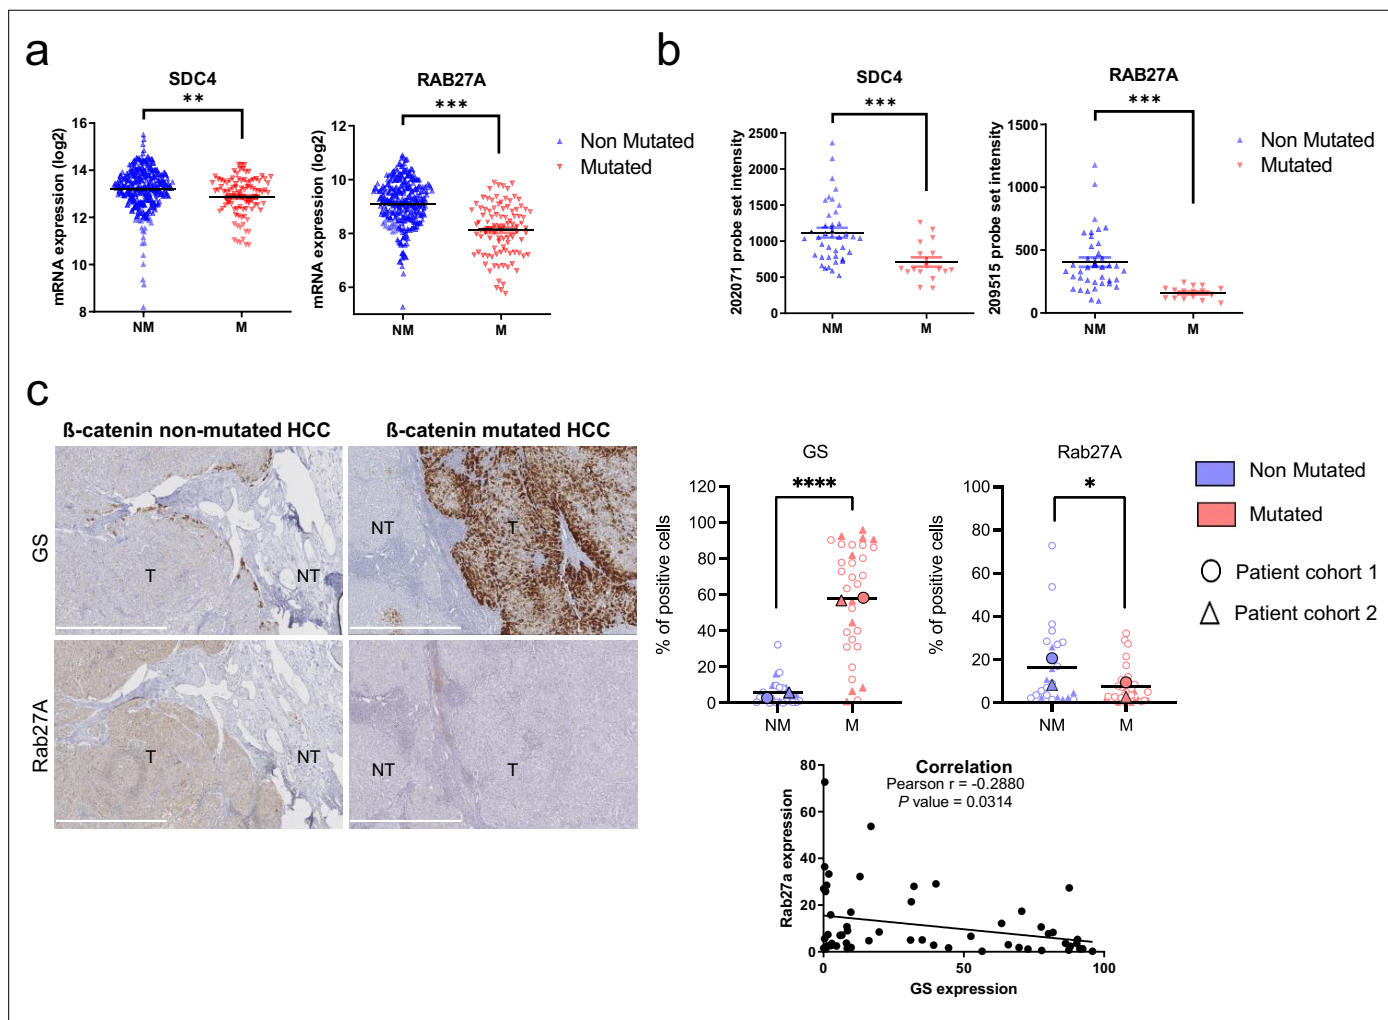 a
SDC4
**
mRNA expression (log2)
16
14
12
10
8
NM
M
RAB27A
***
mRNA expression (log2)
12
10
8
6
NM
M
Non Mutated
Mutated
b
SDC4
***
202071 probe set intensity
2500
2000
1500
1000
500
0
NM
M
RAB27A
***
209515 probe set intensity
1500
1000
500
0
NM
M
Non Mutated
Mutated
c
ß-catenin non-mutated HCC
ß-catenin mutated HCC
GS
T
NT
NT
T
Rab27A
T
NT
NT
T
GS
****
% of positive cells
120
100
80
60
40
20
0
NM
M
Rab27A
*
% of positive cells
100
80
60
40
20
0
NM
M
Non Mutated
Mutated
Patient cohort 1
Patient cohort 2
Correlation
Pearson r = -0.2880
P value = 0.0314
Rab27a expression
80
60
40
20
0
0
50
100
GS expression